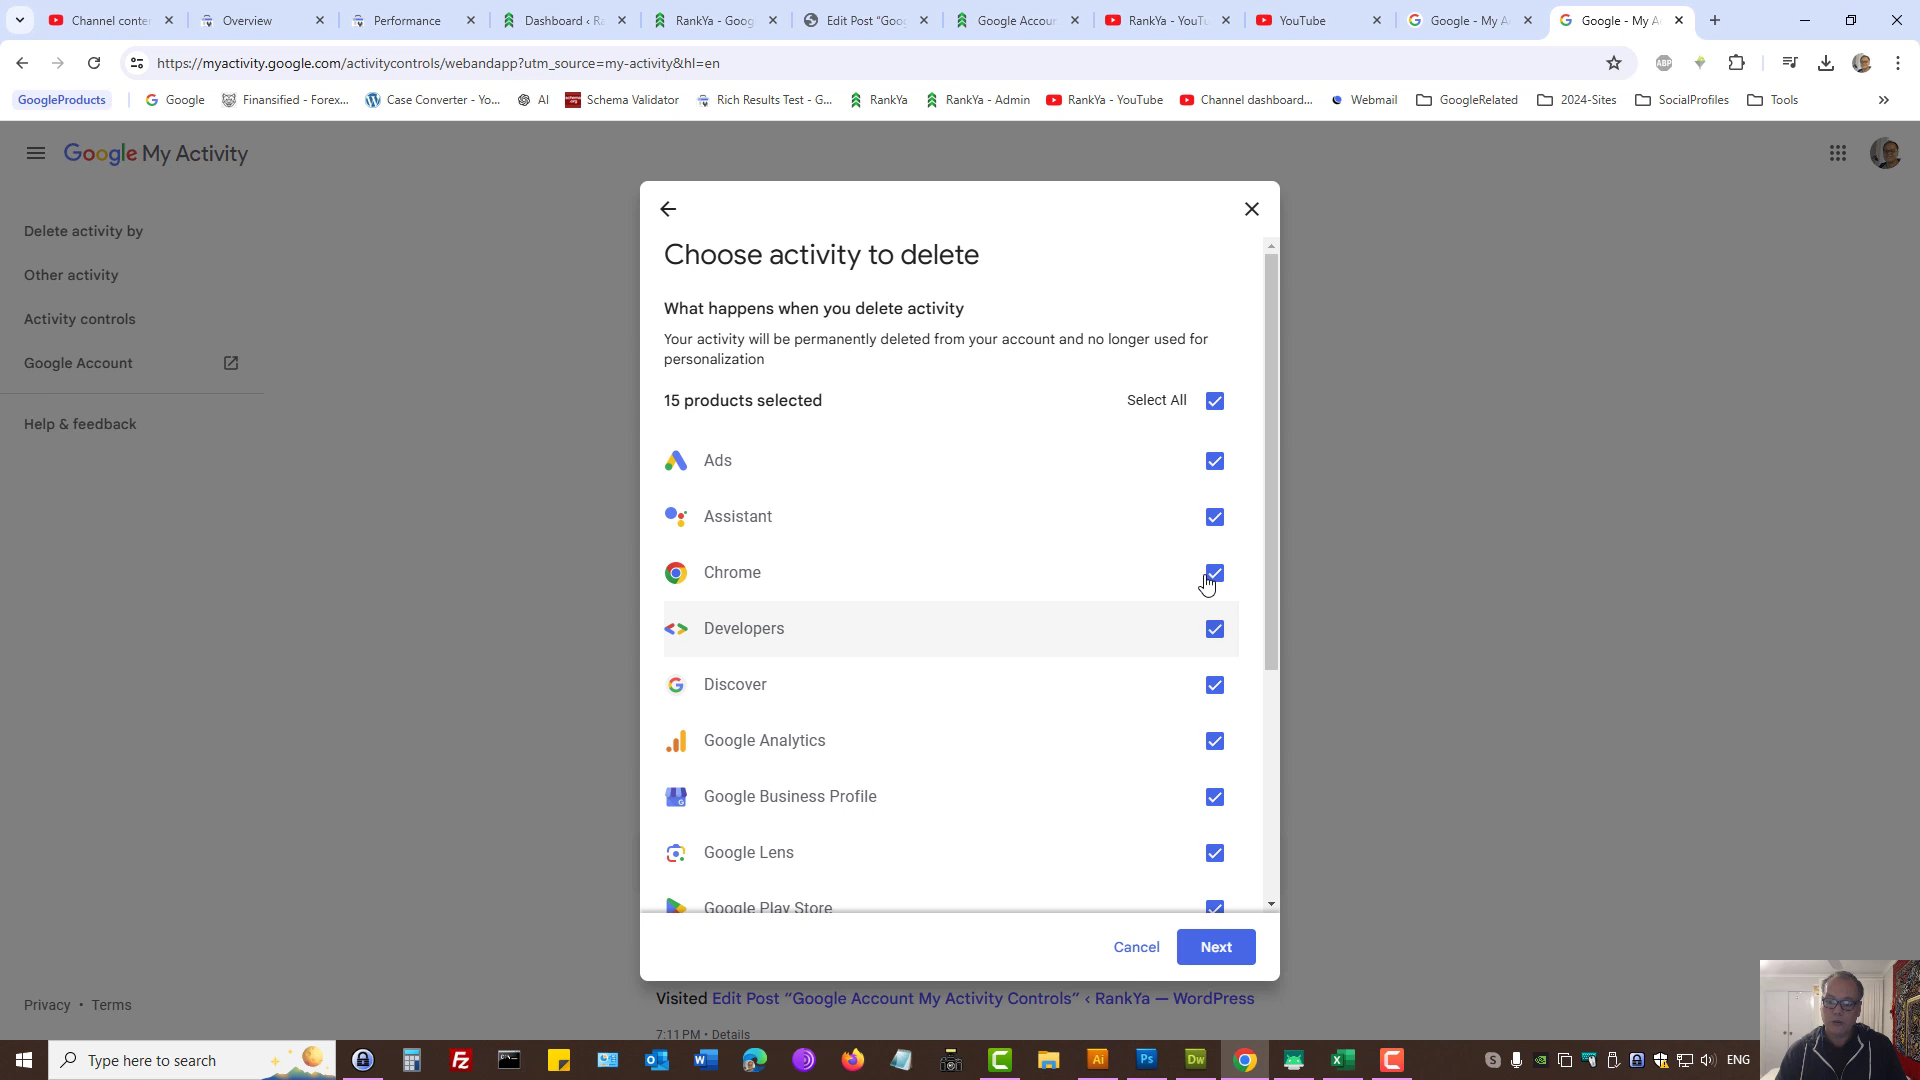 Channel conte
Overview
Performance
Dashboard ‹ Ra
RankYa - Goog
Edit Post "Goog
Google Accoun
RankYa - YouTu
YouTube
Google - My A
Google - My A
https://myactivity.google.com/activitycontrols/webandapp?utm_source=my-activity&hl=en
ABP
GoogleProducts
Google
Finansified - Forex...
Case Converter - Yo...
AI
Schema Validator
Rich Results Test - G...
RankYa
RankYa - Admin
RankYa - YouTube
Channel dashboard...
Webmail
GoogleRelated
2024-Sites
SocialProfiles
Tools
»
Google My Activity
Delete activity by
Other activity
Activity controls
Google Account
Help & feedback
Choose activity to delete
What happens when you delete activity
Your activity will be permanently deleted from your account and no longer used for
personalization
15 products selected
Select All
Ads
Assistant
Chrome
Developers
Discover
Google Analytics
Google Business Profile
Google Lens
Google Play Store
Cancel
Next
Visited Edit Post "Google Account My Activity Controls" ‹ RankYa — WordPress
7:11 PM • Details
Privacy • Terms
Type here to search
ENG